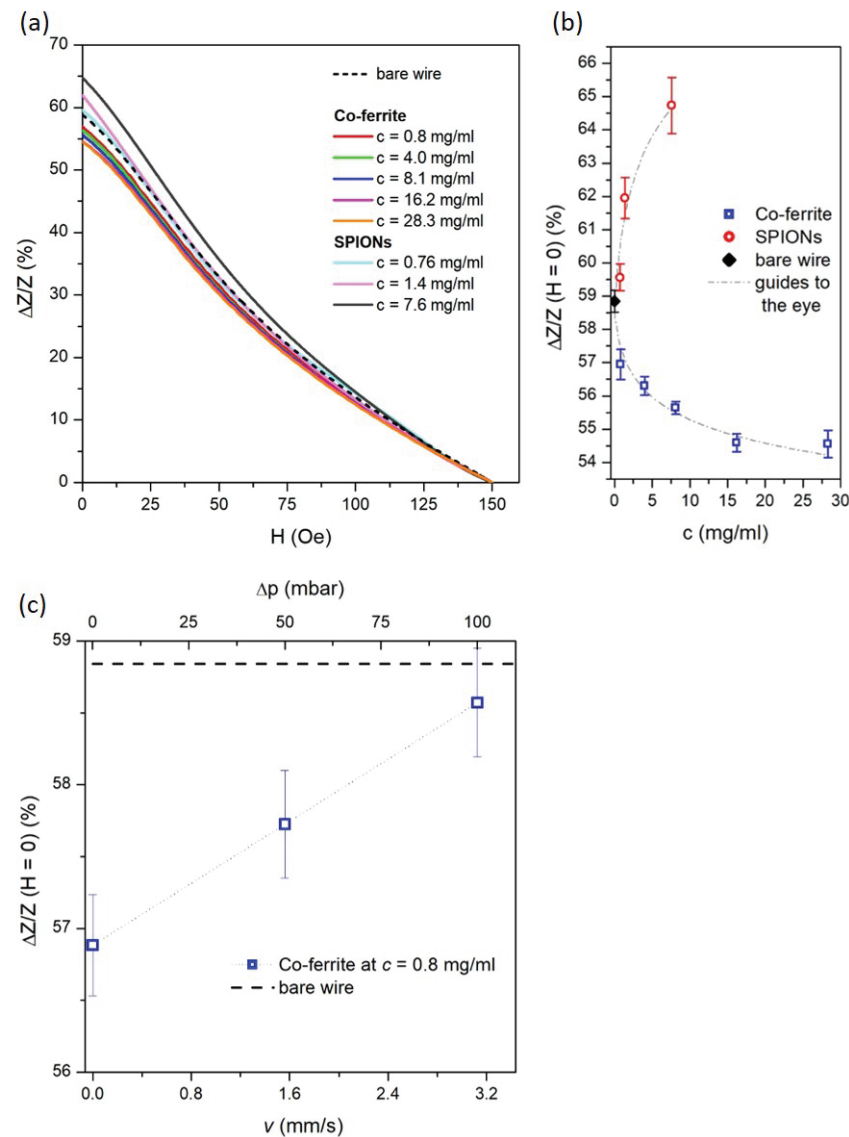 (a)
70
60
50
40
30
20
10
0
ΔZ/Z (%)
0 25 50 75 100 125 150
H (Oe)
bare wire
Co-ferrite
c = 0.8 mg/ml
c = 4.0 mg/ml
c = 8.1 mg/ml
c = 16.2 mg/ml
c = 28.3 mg/ml
SPIONs
c = 0.76 mg/ml
c = 1.4 mg/ml
c = 7.6 mg/ml
(b)
66
65
64
63
62
61
60
59
58
57
56
55
54
ΔZ/Z (H = 0) (%)
0 5 10 15 20 25 30
c (mg/ml)
Co-ferrite
SPIONs
bare wire
guides to
the eye
(c)
Δp (mbar)
0 25 50 75 100
59
58
57
56
ΔZ/Z (H = 0) (%)
Co-ferrite at c = 0.8 mg/ml
bare wire
0.0 0.8 1.6 2.4 3.2
v (mm/s)